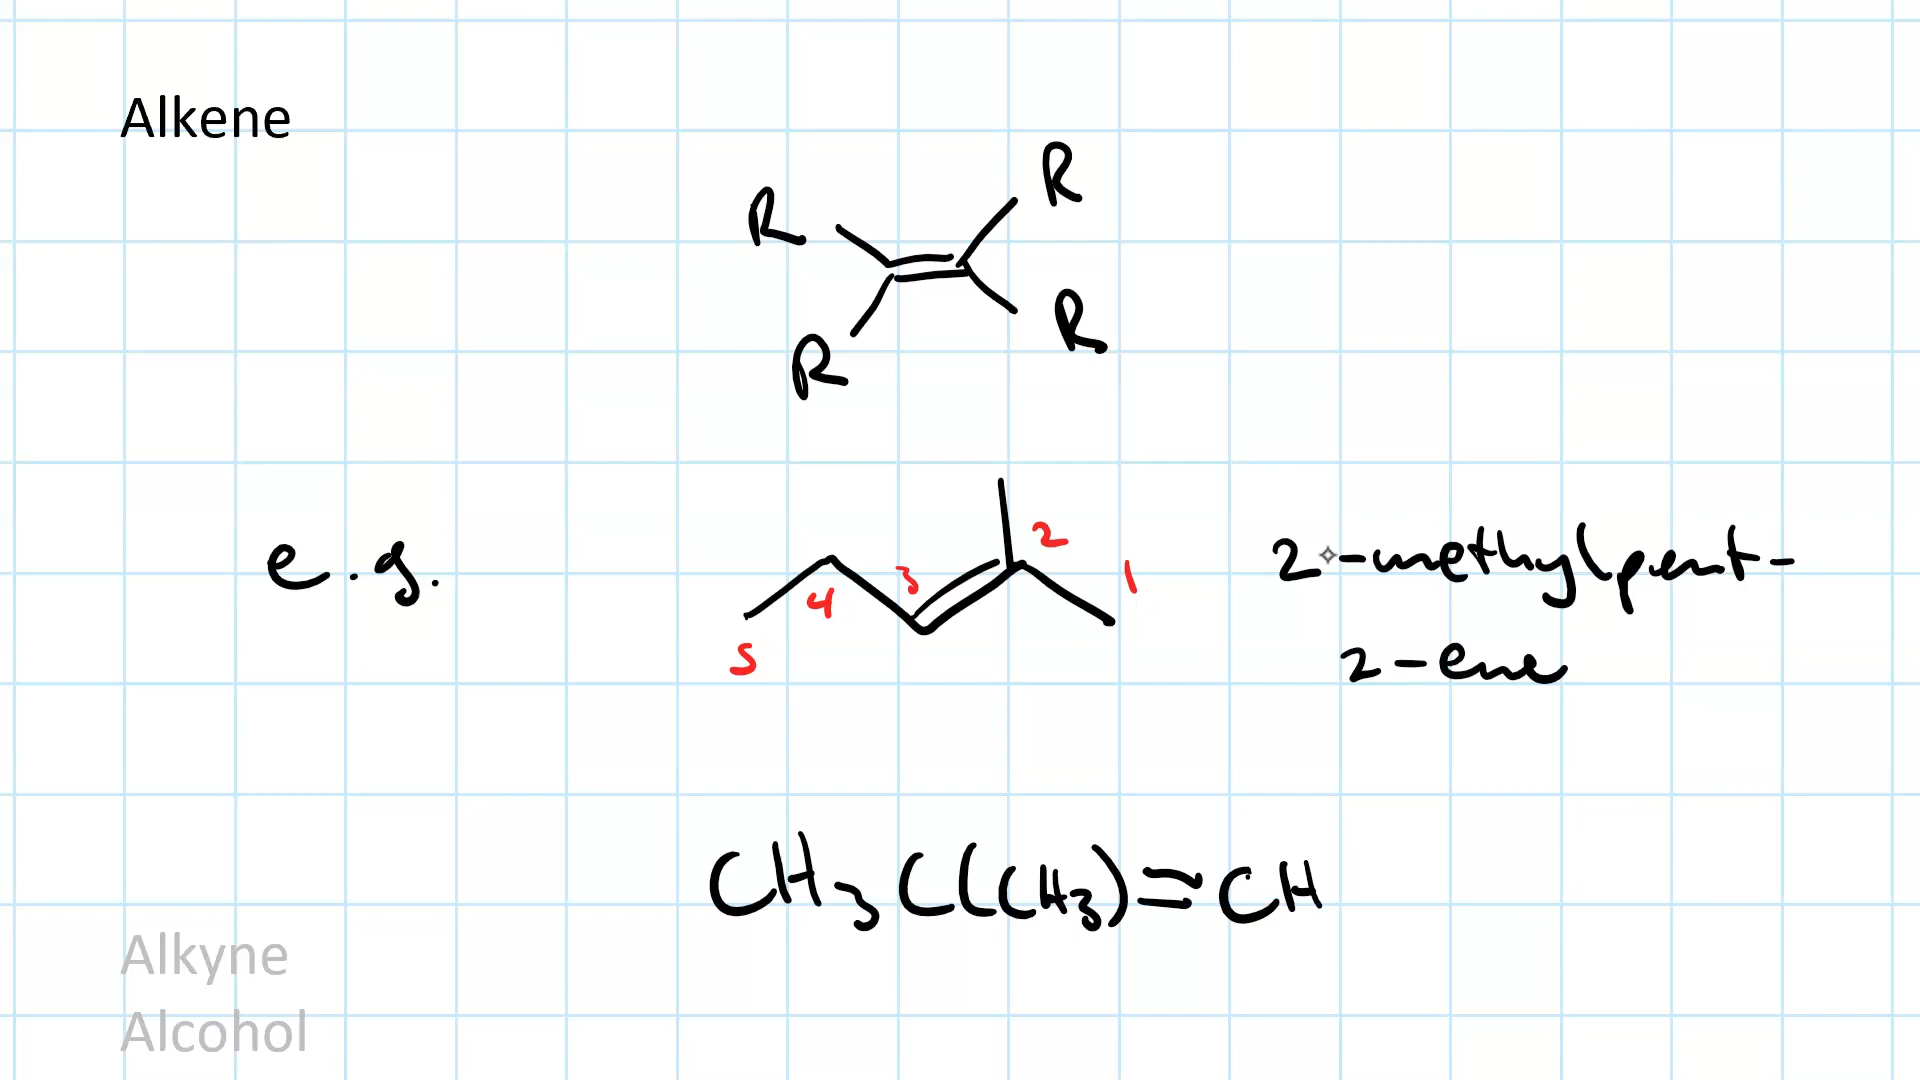 Alkene
R R
R R
e.g.
5 4 3 2 1
2-methylpent-
2-ene
CH₃C(CH₃)=CH
Alkyne
Alcohol